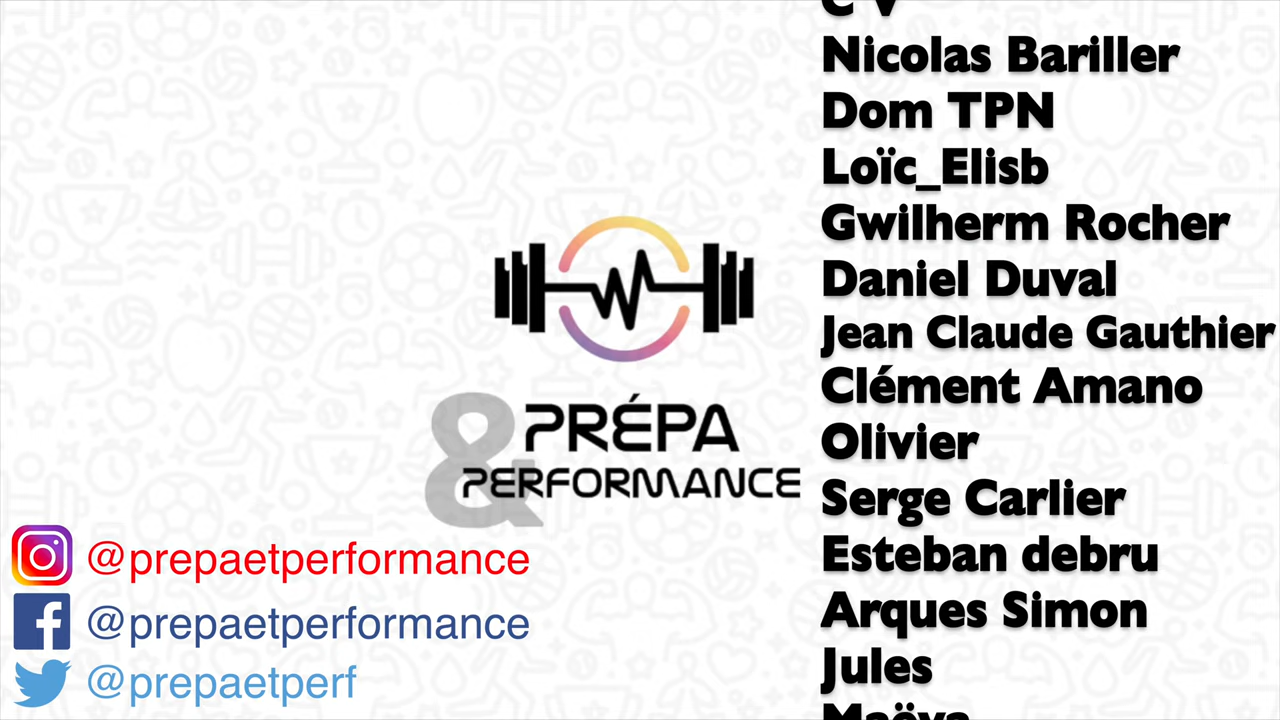 C V
Nicolas Bariller
Dom TPN
Loïc_Elisb
Gwilherm Rocher
Daniel Duval
Jean Claude Gauthier
Clément Amano
Olivier
Serge Carlier
Esteban debru
Arques Simon
Jules
Maëva
& PRÉPA
PERFORMANCE
@prepaetperformance
@prepaetperformance
@prepaetperf